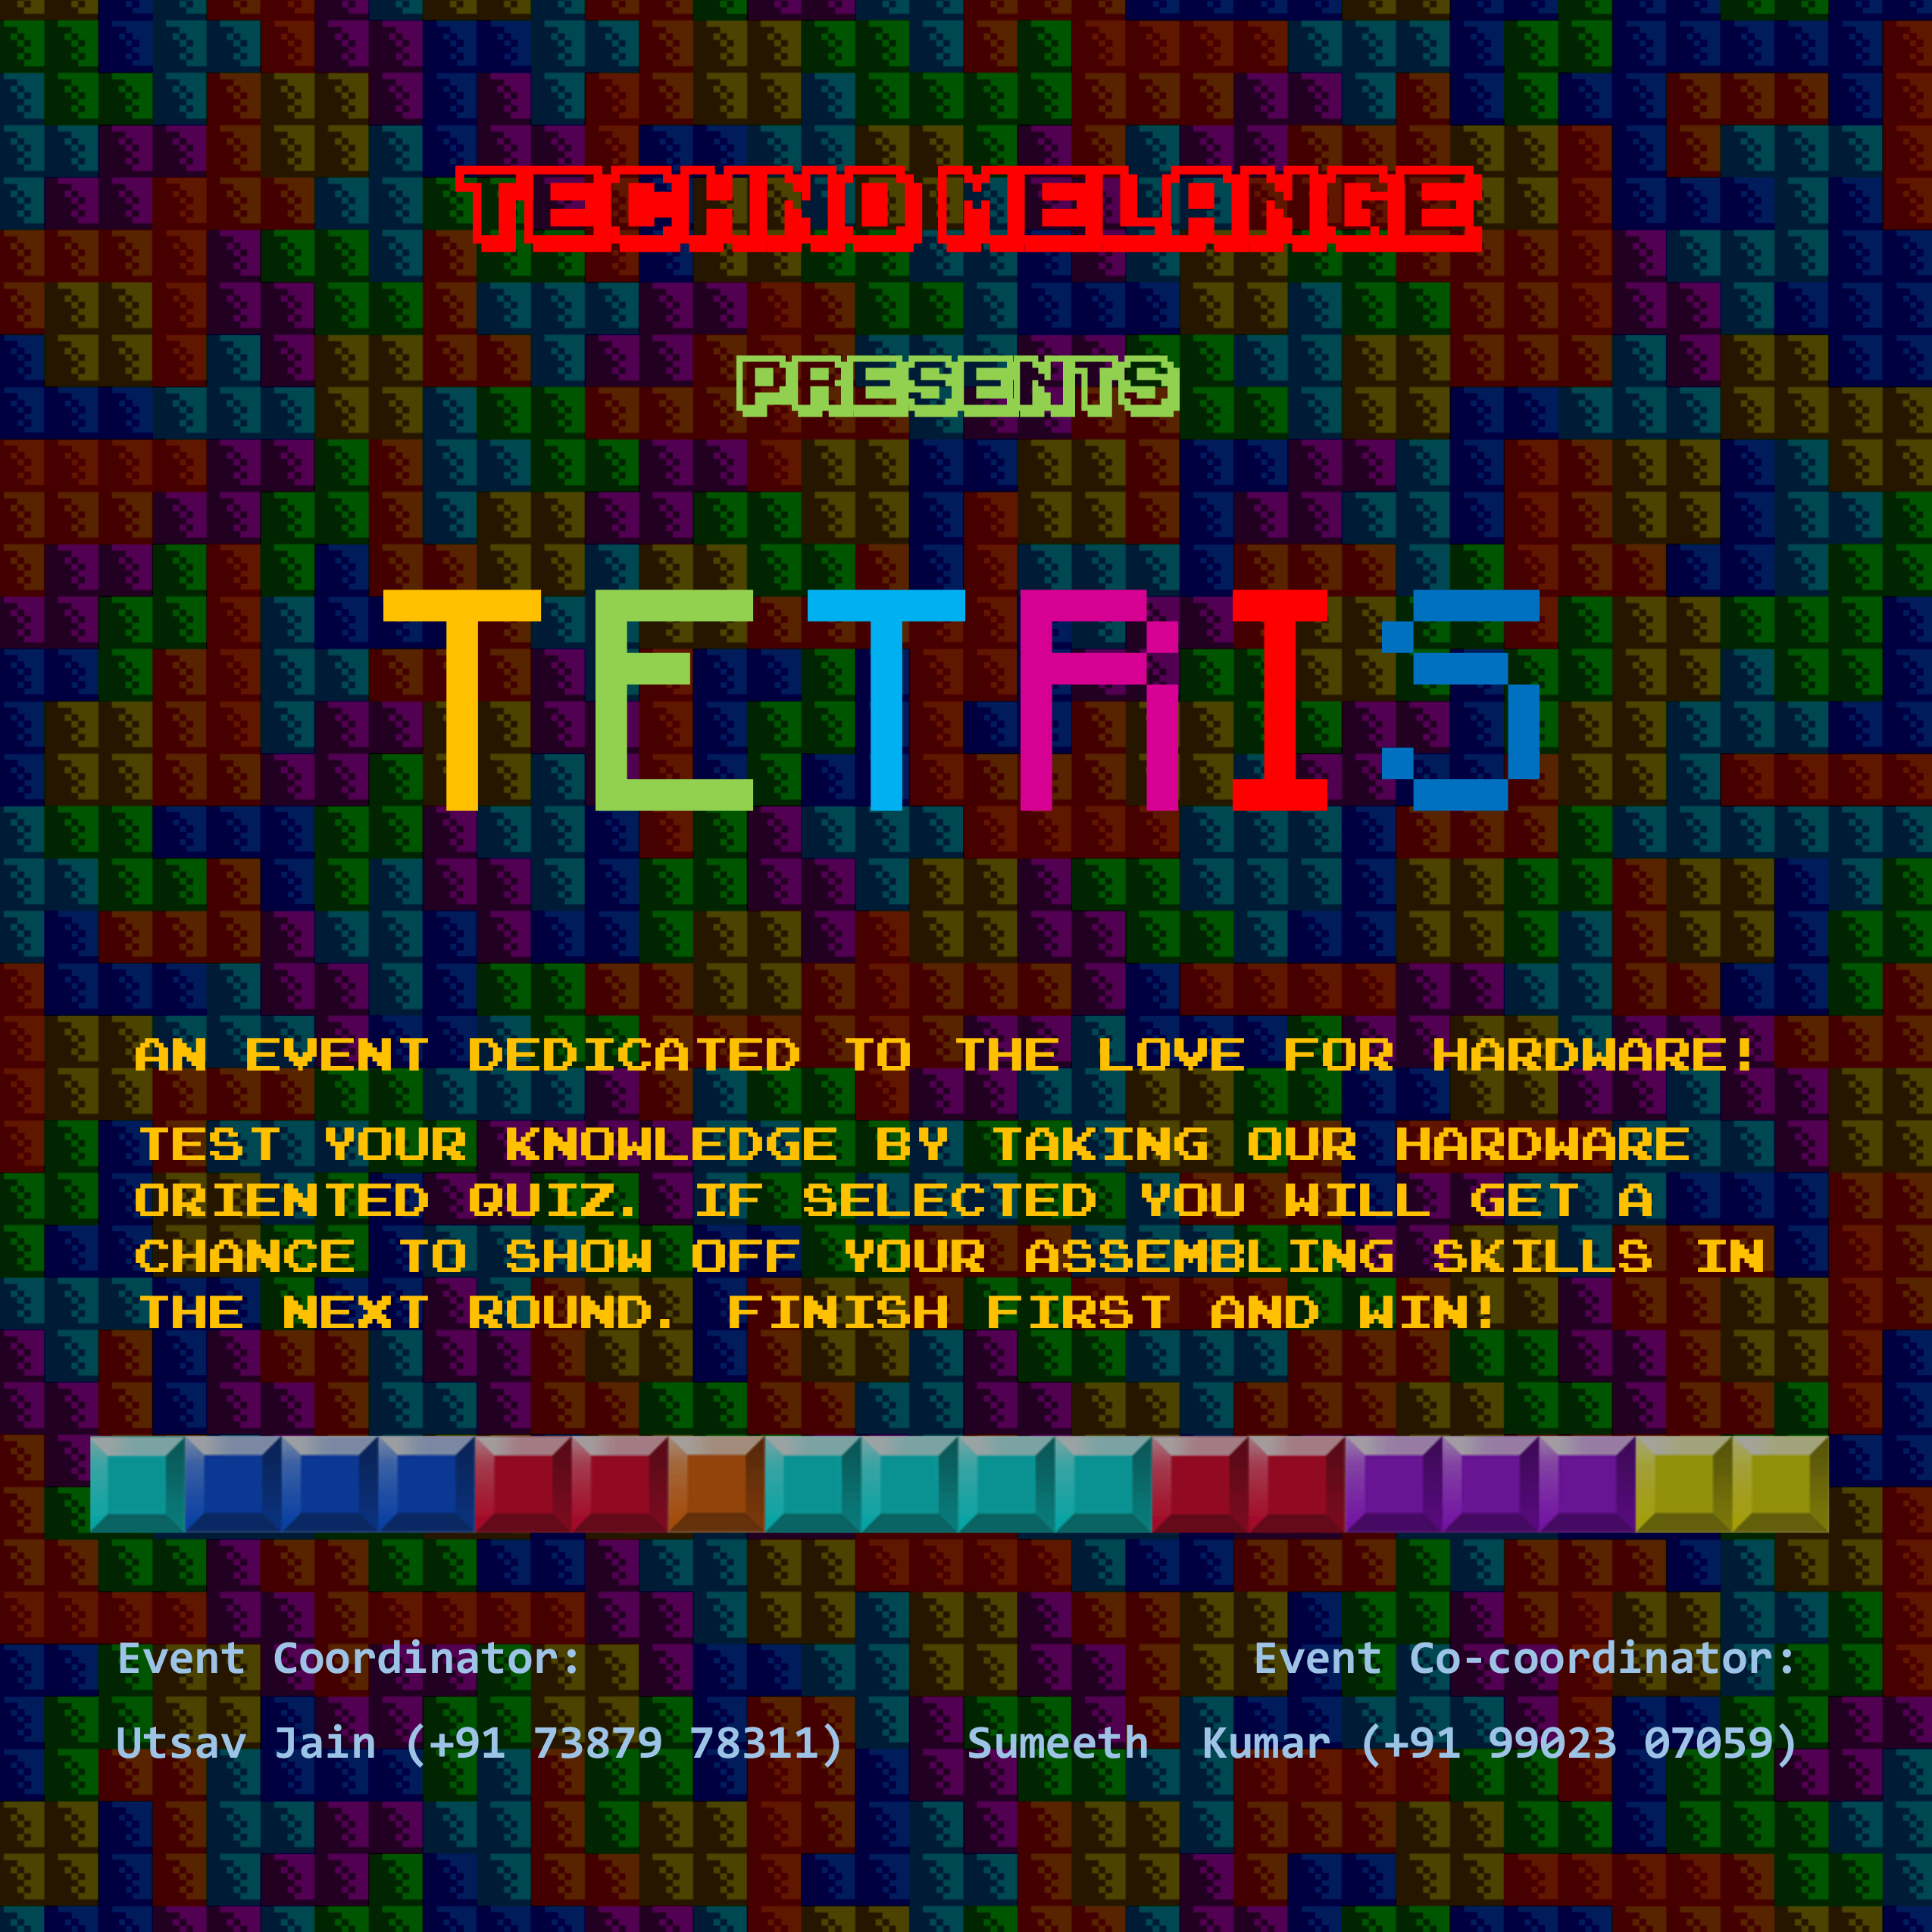 TECHNO MELANGE
PRESENTS
TETRIS
AN EVENT DEDICATED TO THE LOVE FOR HARDWARE!
TEST YOUR KNOWLEDGE BY TAKING OUR HARDWARE
ORIENTED QUIZ. IF SELECTED YOU WILL GET A
CHANCE TO SHOW OFF YOUR ASSEMBLING SKILLS IN
THE NEXT ROUND. FINISH FIRST AND WIN!
Event Coordinator:
Utsav Jain (+91 73879 78311)
Event Co-coordinator:
Sumeeth Kumar (+91 99023 07059)